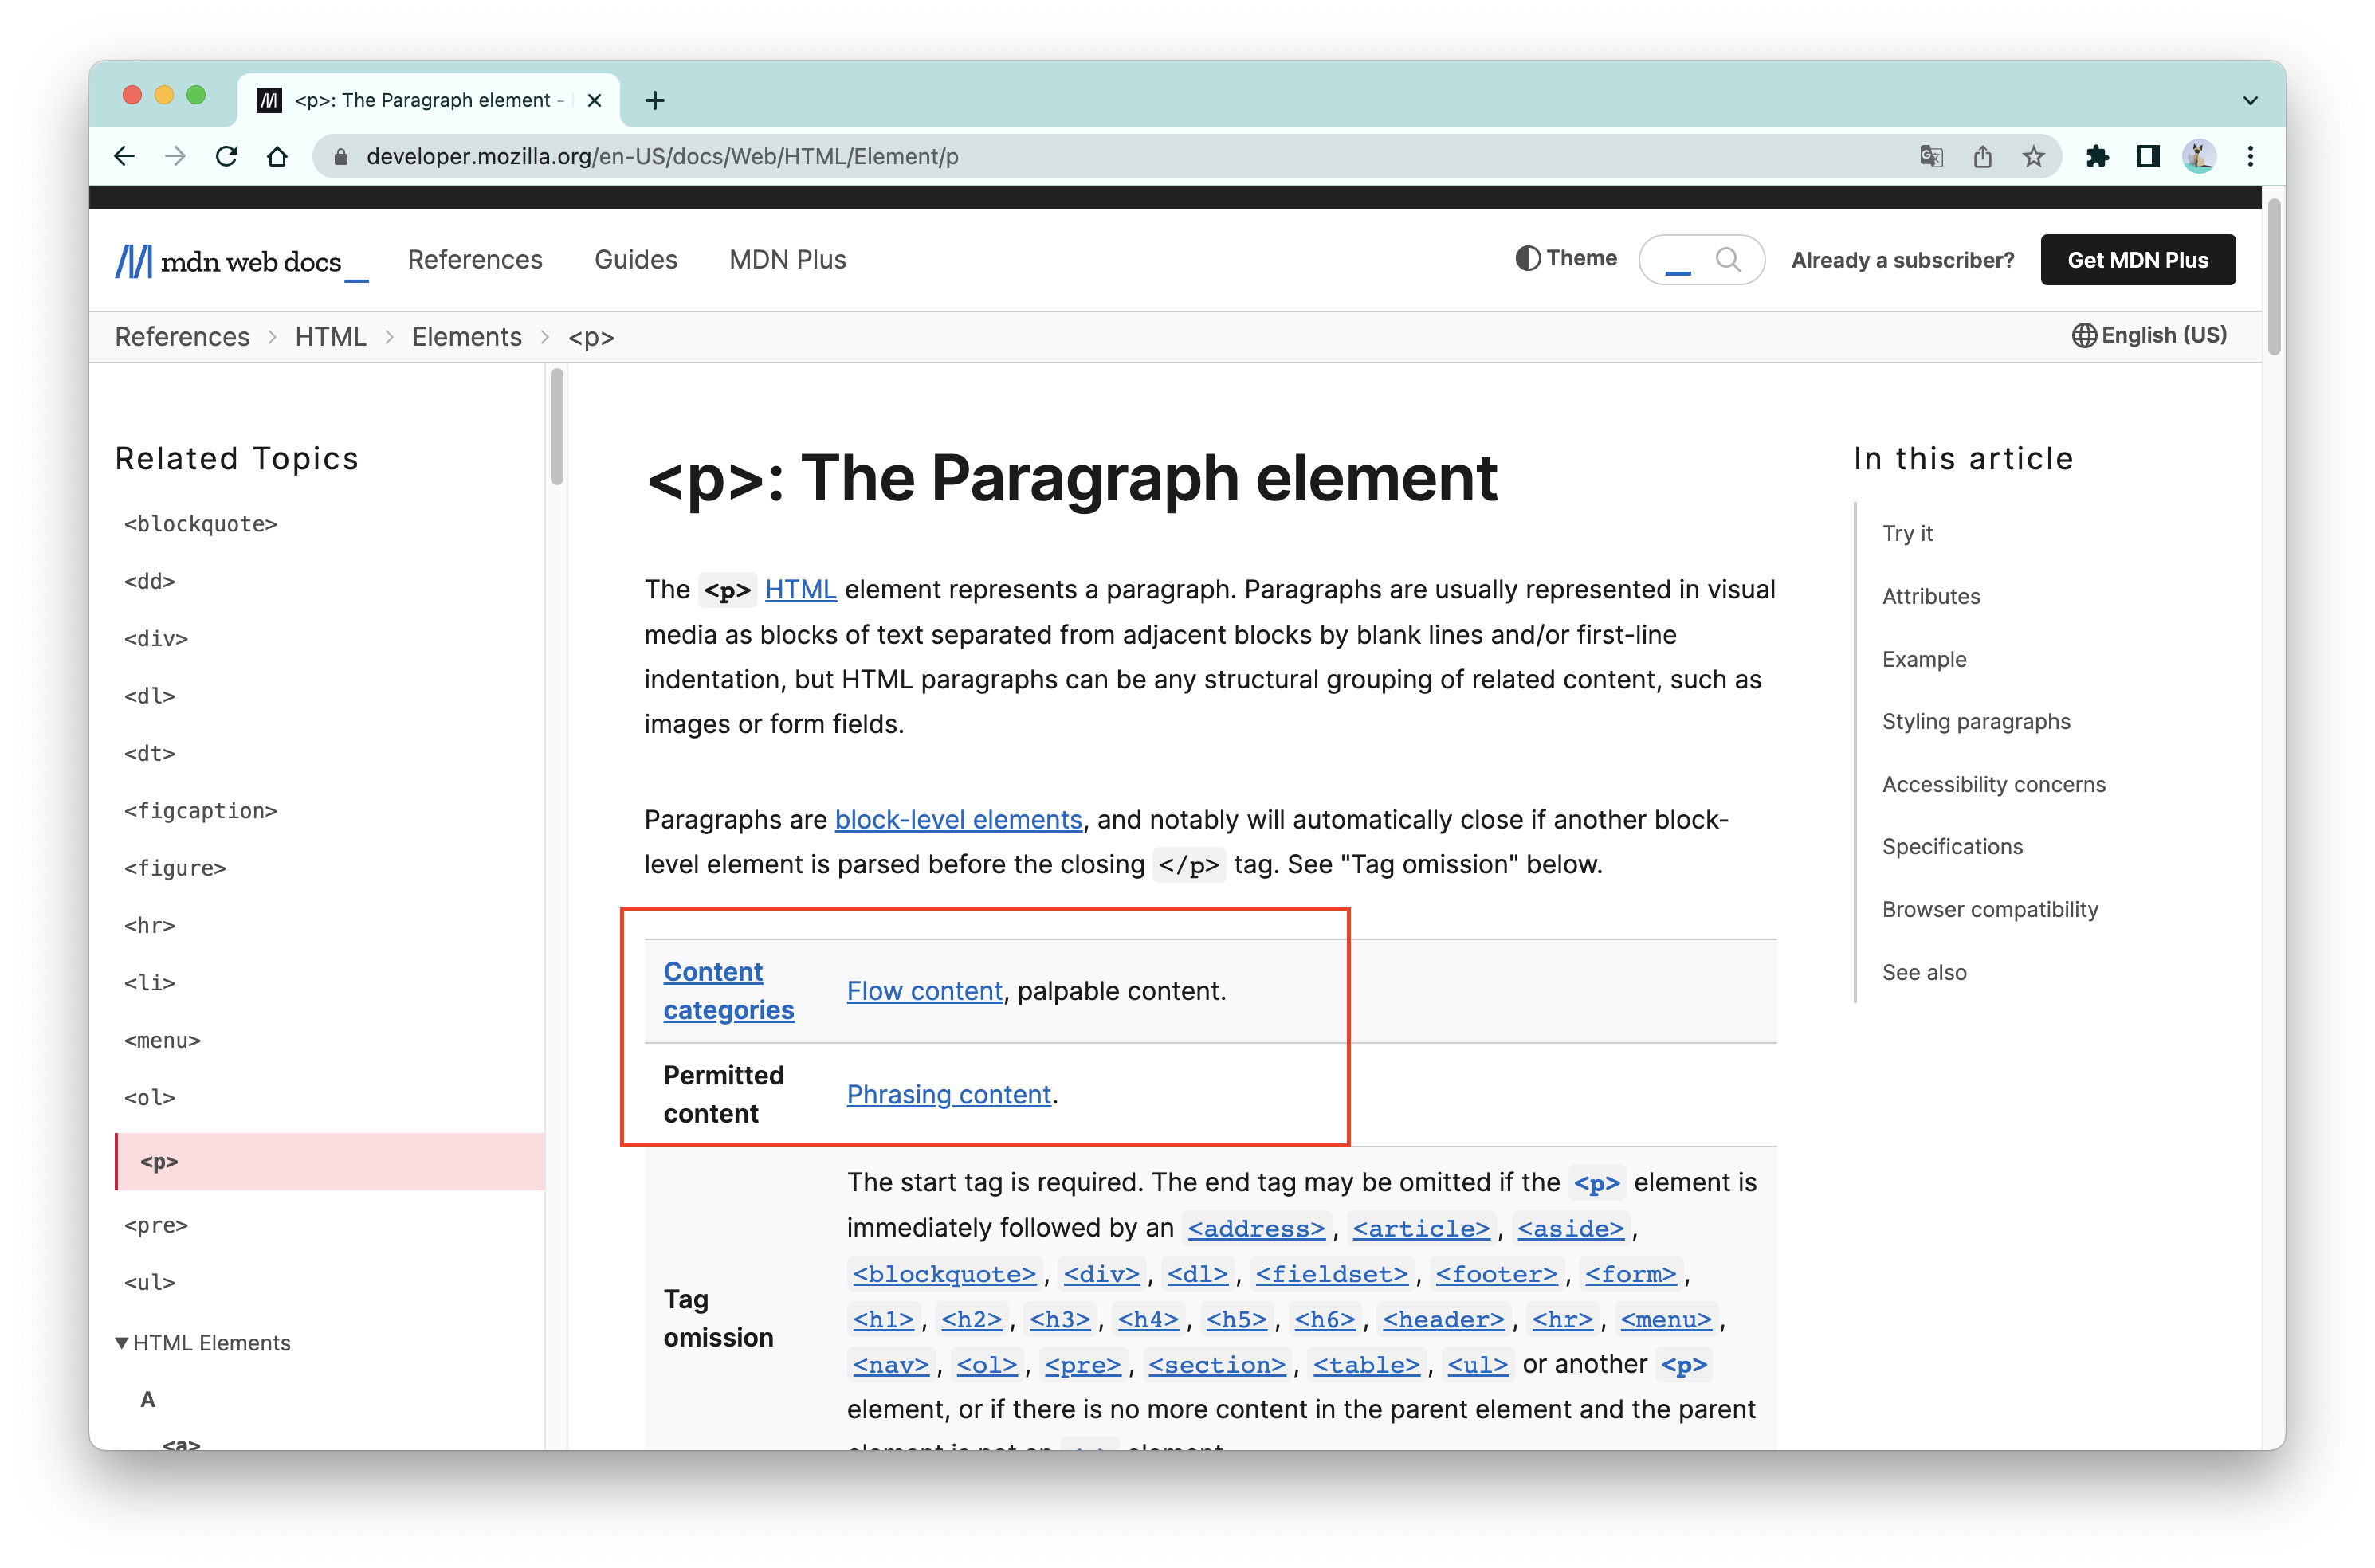 <p>: The Paragraph element -
developer.mozilla.org/en-US/docs/Web/HTML/Element/p
mdn web docs_
References Guides MDN Plus
Theme
Already a subscriber?
Get MDN Plus
References > HTML > Elements > <p>
English (US)
Related Topics
<blockquote>
<dd>
<div>
<dl>
<dt>
<figcaption>
<figure>
<hr>
<li>
<menu>
<ol>
<p>
<pre>
<ul>
HTML Elements
A
<a>
<p>: The Paragraph element
The <p> HTML element represents a paragraph. Paragraphs are usually represented in visual
media as blocks of text separated from adjacent blocks by blank lines and/or first-line
indentation, but HTML paragraphs can be any structural grouping of related content, such as
images or form fields.
Paragraphs are block-level elements, and notably will automatically close if another block-
level element is parsed before the closing </p> tag. See "Tag omission" below.
Content
categories
Flow content, palpable content.
Permitted
content
Phrasing content.
Tag
omission
The start tag is required. The end tag may be omitted if the <p> element is
immediately followed by an <address>, <article>, <aside>,
<blockquote>, <div>, <dl>, <fieldset>, <footer>, <form>,
<h1>, <h2>, <h3>, <h4>, <h5>, <h6>, <header>, <hr>, <menu>,
<nav>, <ol>, <pre>, <section>, <table>, <ul> or another <p>
element, or if there is no more content in the parent element and the parent
element is not an <a> element.
In this article
Try it
Attributes
Example
Styling paragraphs
Accessibility concerns
Specifications
Browser compatibility
See also